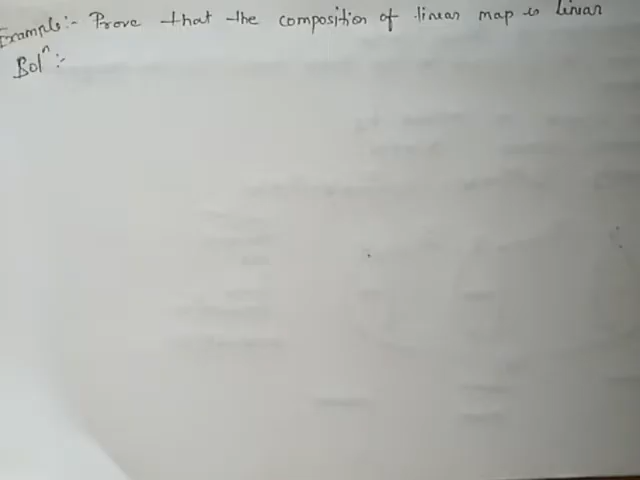 Example:- Prove that the composition of linear map is linear
Solⁿ:-